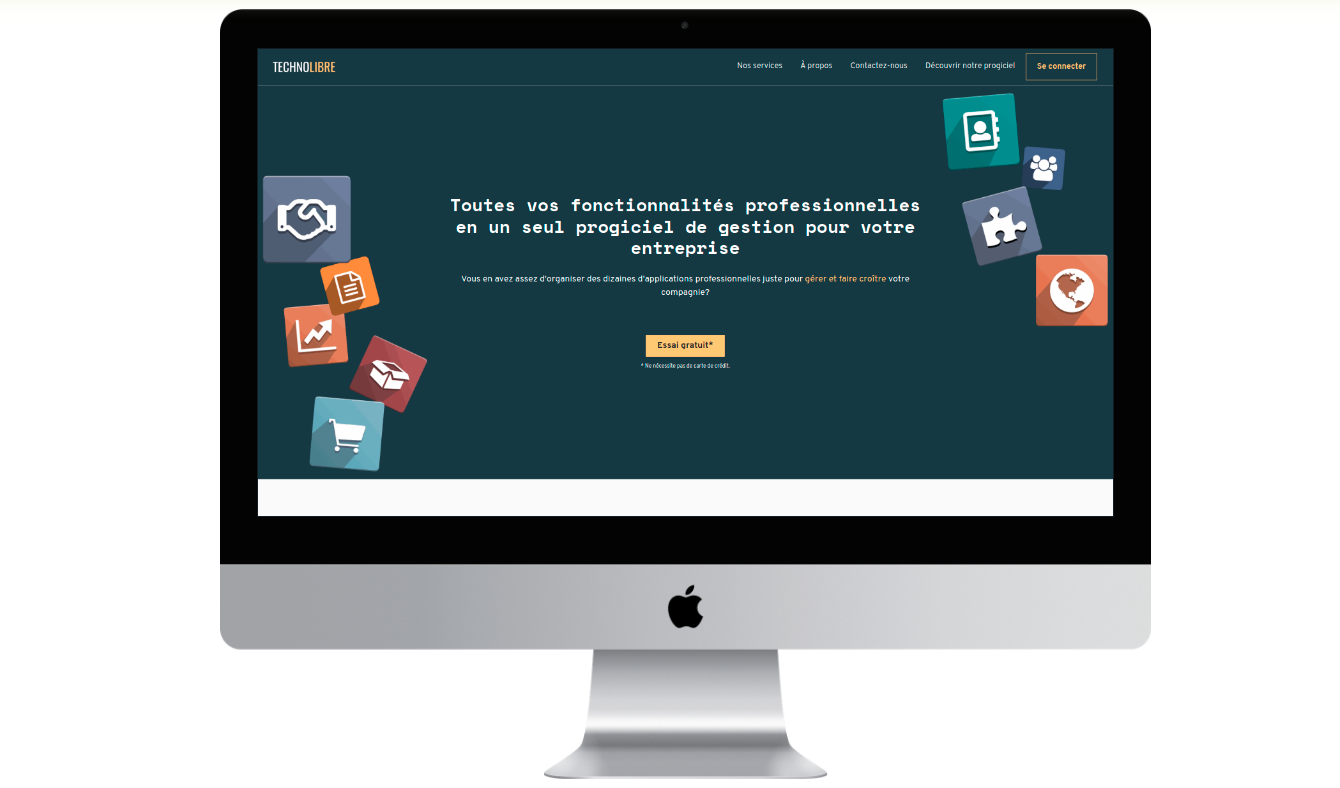 TECHNOLIBRE
Nos services
À propos
Contactez-nous
Découvrir notre progiciel
Se connecter
Toutes vos fonctionnalités professionnelles
en un seul progiciel de gestion pour votre
entreprise
Vous en avez assez d'organiser des dizaines d'applications professionnelles juste pour gérer et faire croître votre
compagnie?
Essai gratuit*
* Ne nécessite pas de carte de crédit.